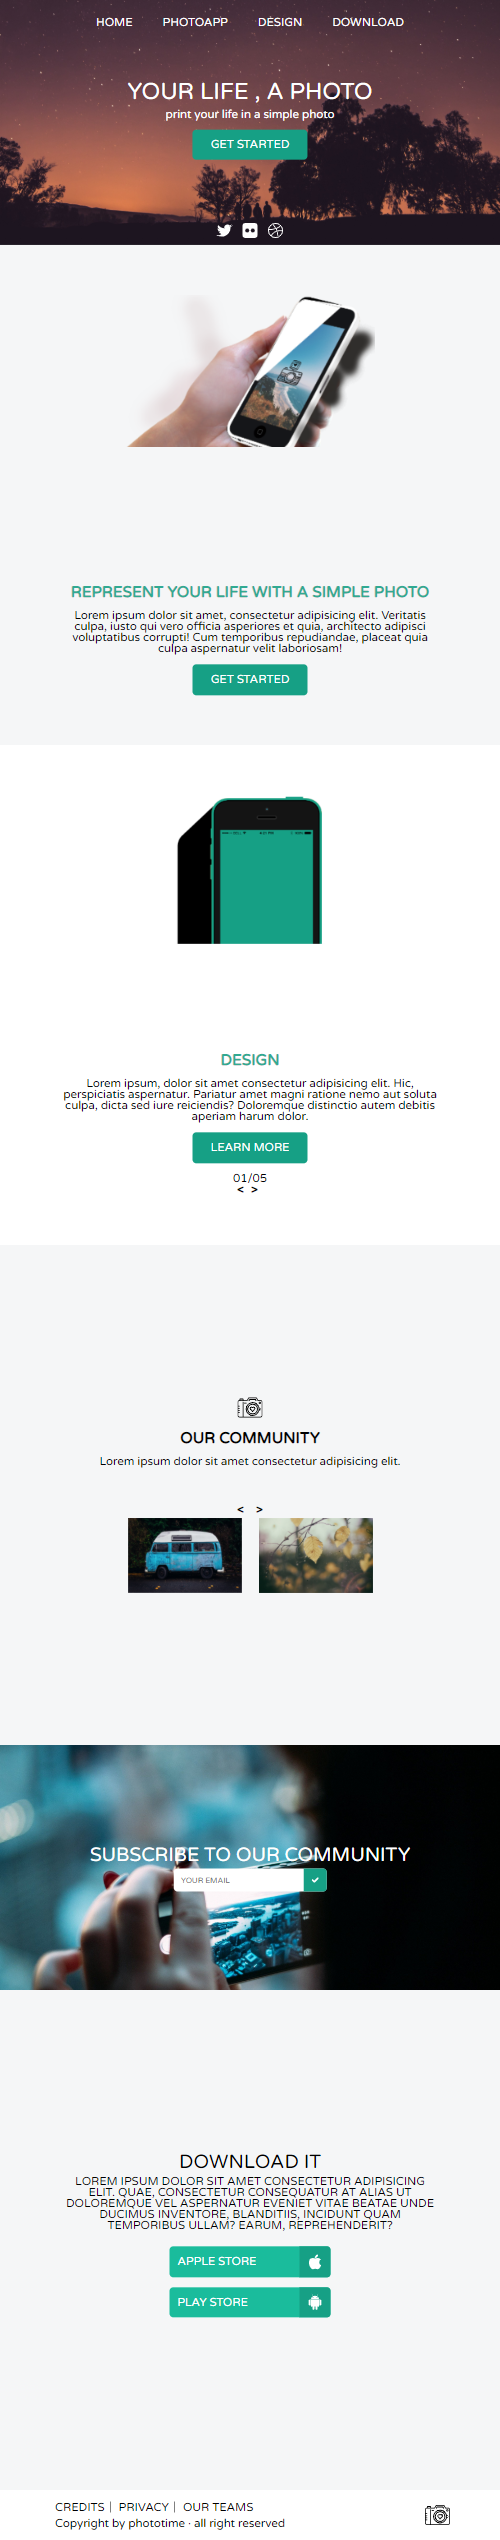 HOME PHOTOAPP DESIGN DOWNLOAD
YOUR LIFE , A PHOTO
print your life in a simple photo
GET STARTED
REPRESENT YOUR LIFE WITH A SIMPLE PHOTO
Lorem ipsum dolor sit amet, consectetur adipisicing elit. Veritatis
culpa, iusto qui vero officia asperiores et quia, architecto adipisci
voluptatibus corrupti! Cum temporibus repudiandae, placeat quia
culpa aspernatur velit laboriosam!
GET STARTED
DESIGN
Lorem ipsum, dolor sit amet consectetur adipisicing elit. Hic,
perspiciatis aspernatur. Pariatur amet magni ratione nemo aut soluta
culpa, dicta sed iure reiciendis? Doloremque distinctio autem debitis
aperiam harum dolor.
LEARN MORE
01/05
< >
OUR COMMUNITY
Lorem ipsum dolor sit amet consectetur adipisicing elit.
< >
SUBSCRIBE TO OUR COMMUNITY
YOUR EMAIL
DOWNLOAD IT
LOREM IPSUM DOLOR SIT AMET CONSECTETUR ADIPISICING
ELIT. QUAE, CONSECTETUR CONSEQUATUR AT ALIAS UT
DOLOREMQUE VEL ASPERNATUR EVENIET VITAE BEATAE UNDE
DUCIMUS INVENTORE, BLANDITIIS, INCIDUNT QUAM
TEMPORIBUS ULLAM? EARUM, REPREHENDERIT?
APPLE STORE
PLAY STORE
CREDITS | PRIVACY | OUR TEAMS
Copyright by phototime · all right reserved